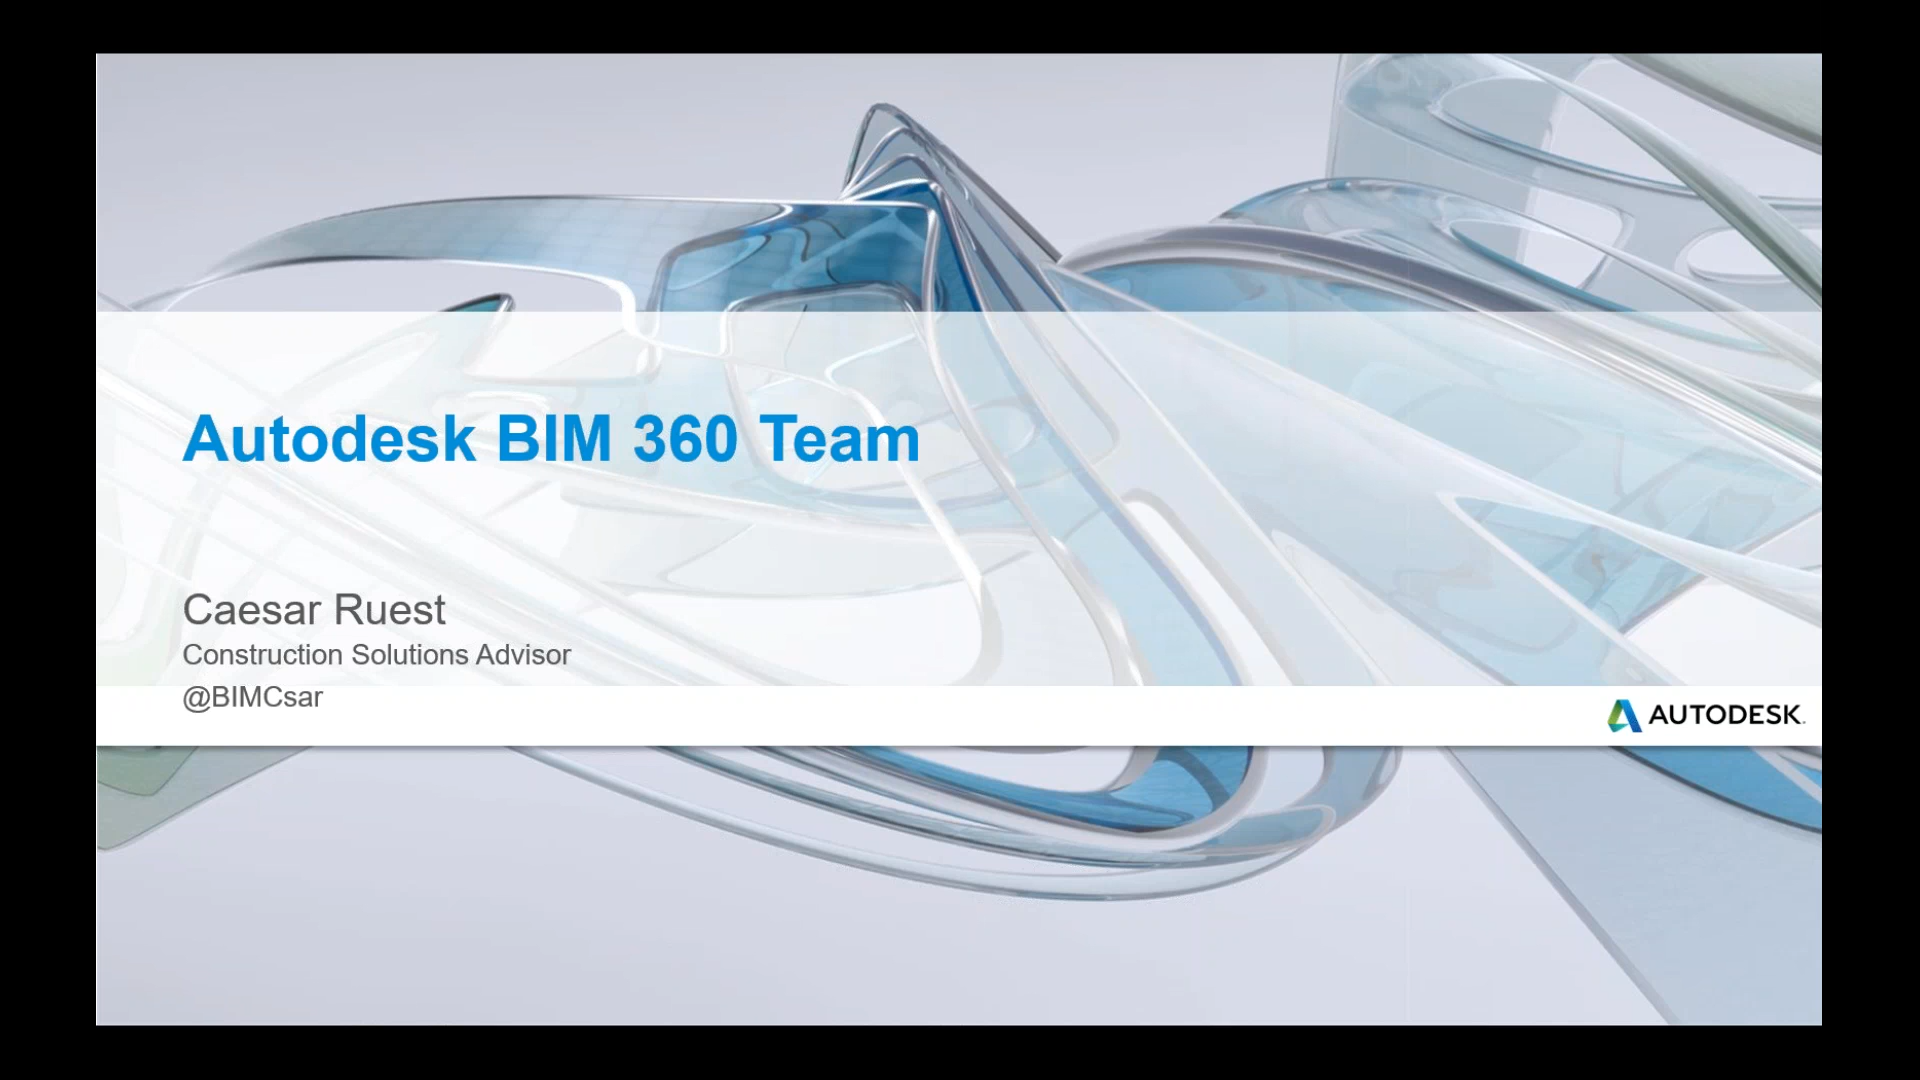 Autodesk BIM 360 Team
Caesar Ruest
Construction Solutions Advisor
@BIMCsar
AUTODESK.